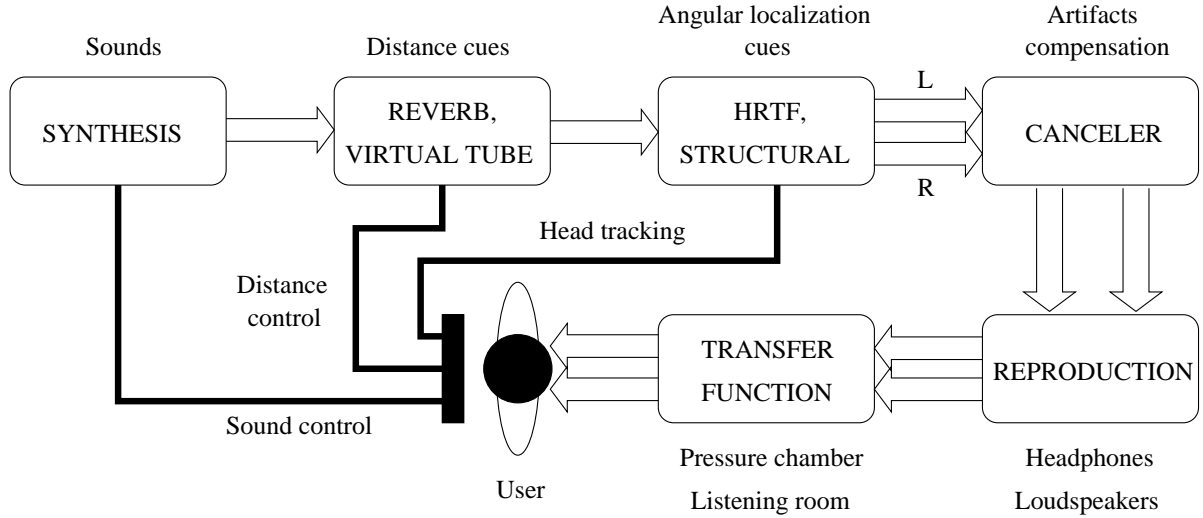 Sounds
Distance cues
Angular localization
cues
Artifacts
compensation
SYNTHESIS
REVERB,
VIRTUAL TUBE
HRTF,
STRUCTURAL
L
R
CANCELER
Head tracking
Distance
control
Sound control
User
TRANSFER
FUNCTION
REPRODUCTION
Pressure chamber
Listening room
Headphones
Loudspeakers